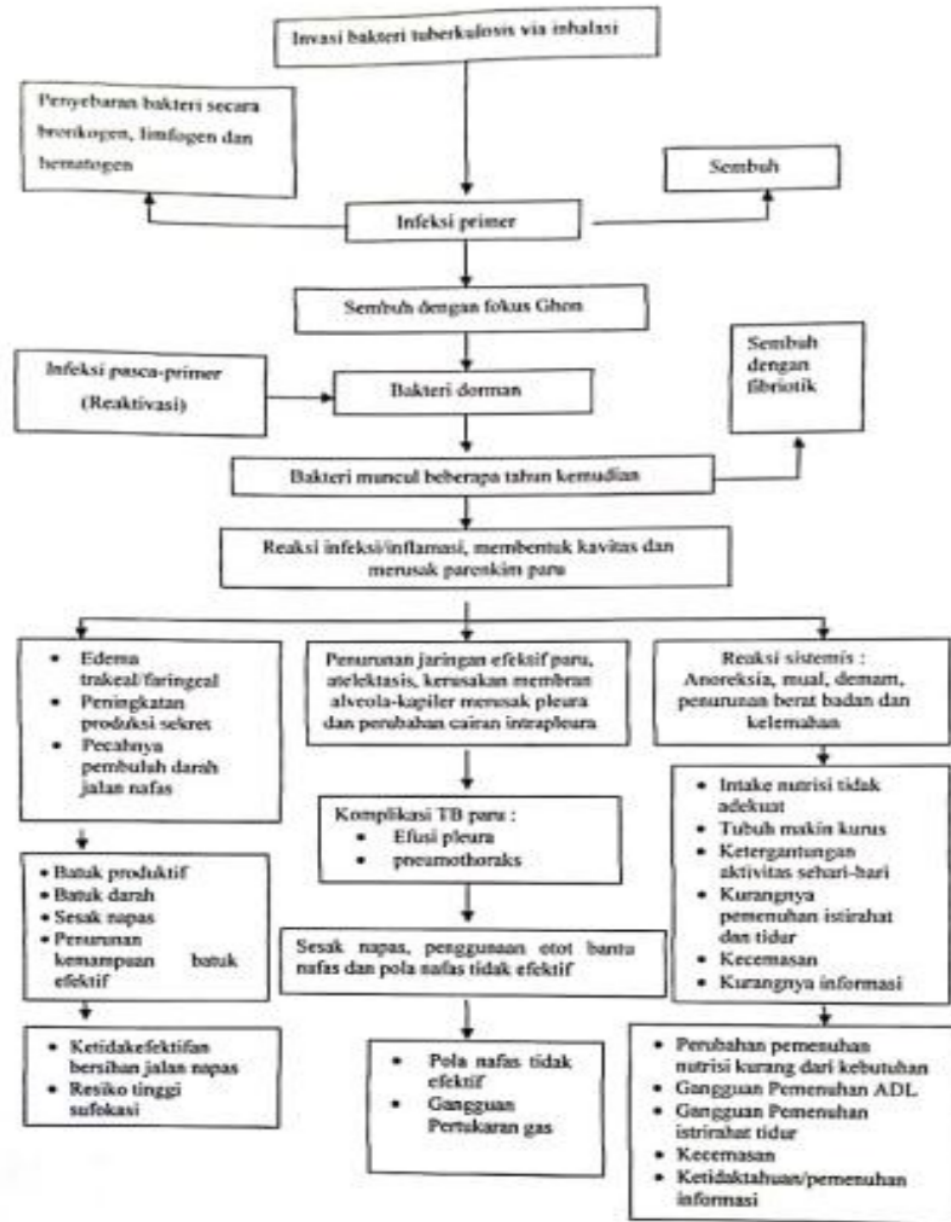 Invasi bakteri tuberkulosis via inhalasi
Penyebaran bakteri secara
bronkogen, limfogen dan
hematogen
Sembuh
Infeksi primer
Sembuh dengan fokus Ghon
Sembuh
dengan
fibriotik
Infeksi pasca-primer
(Reaktivasi)
Bakteri dorman
Bakteri muncul beberapa tahun kemudian
Reaksi infeksi/inflamasi, membentuk kavitas dan
merusak parenkim paru
• Edema
trakeal/faringeal
• Peningkatan
produksi sekres
• Pecahnya
pembuluh darah
jalan nafas
Penurunan jaringan efektif paru,
atelektasis, kerusakan membran
alveola-kapiler merusak pleura
dan perubahan cairan intrapleura
Reaksi sistemis :
Anoreksia, mual, demam,
penurunan berat badan dan
kelemahan
• Batuk produktif
• Batuk darah
• Sesak napas
• Penurunan
kemampuan batuk
efektif
Komplikasi TB paru :
• Efusi pleura
• pneumothoraks
• Intake nutrisi tidak
adekuat
• Tubuh makin kurus
• Ketergantungan
aktivitas sehari-hari
• Kurangnya
pemenuhan istirahat
dan tidur
• Kecemasan
• Kurangnya informasi
Sesak napas, penggunaan otot bantu
nafas dan pola nafas tidak efektif
• Ketidakefektifan
bersihan jalan napas
• Resiko tinggi
sufokasi
• Pola nafas tidak
efektif
• Gangguan
Pertukaran gas
• Perubahan pemenuhan
nutrisi kurang dari kebutuhan
• Gangguan Pemenuhan ADL
• Gangguan Pemenuhan
istrirahat tidur
• Kecemasan
• Ketidaktahuan/pemenuhan
informasi